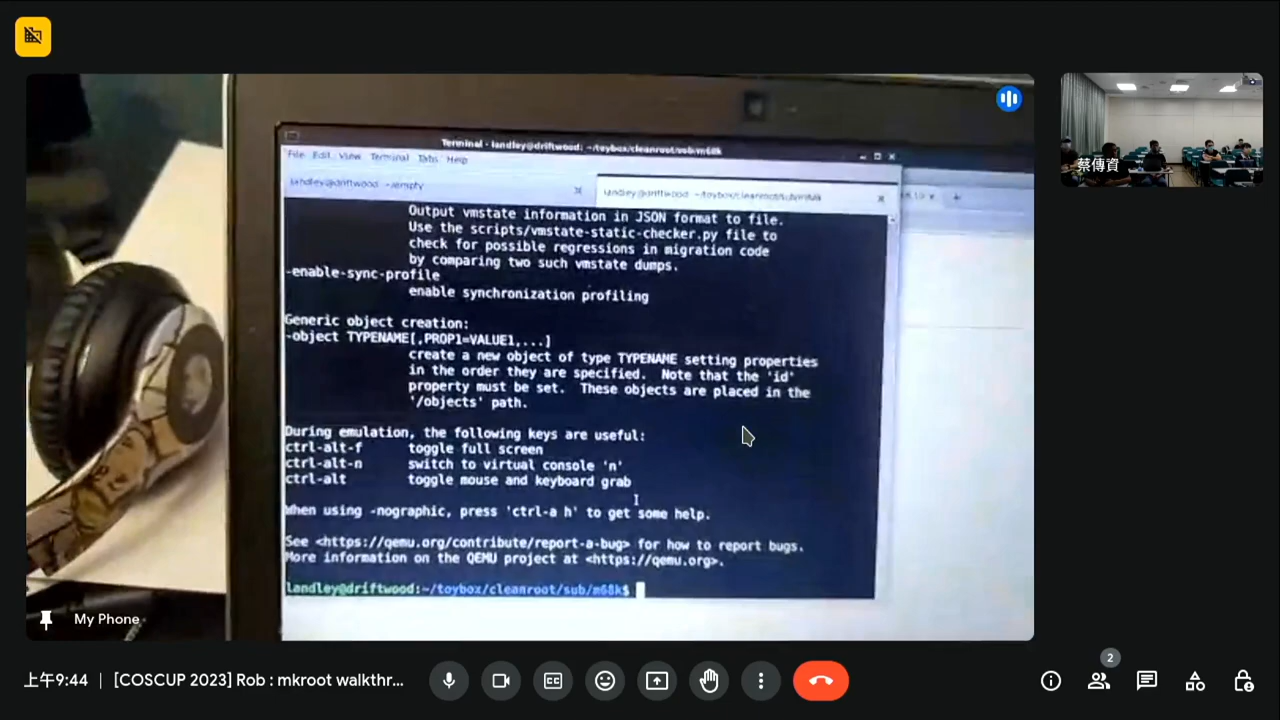 Terminal - landley@driftwood: ~/toybox/cleanroot/sub/m68k
File Edit View Terminal Tabs Help
landley@driftwood: ~/empty
landley@driftwood: ~/toybox/cleanroot/sub/m68k
Output vmstate information in JSON format to file.
Use the scripts/vmstate-static-checker.py file to
check for possible regressions in migration code
by comparing two such vmstate dumps.
-enable-sync-profile
enable synchronization profiling
Generic object creation:
-object TYPENAME[,PROP1=VALUE1,...]
create a new object of type TYPENAME setting properties
in the order they are specified.  Note that the 'id'
property must be set.  These objects are placed in the
'/objects' path.
During emulation, the following keys are useful:
ctrl-alt-f toggle full screen
ctrl-alt-n switch to virtual console 'n'
ctrl-alt toggle mouse and keyboard grab
When using -nographic, press 'ctrl-a h' to get some help.
See <https://qemu.org/contribute/report-a-bug> for how to report bugs.
More information on the QEMU project at <https://qemu.org>.
landley@driftwood:~/toybox/cleanroot/sub/m68k$
My Phone
蔡傳資
上午9:44 | [COSCUP 2023] Rob : mkroot walkthr...
2